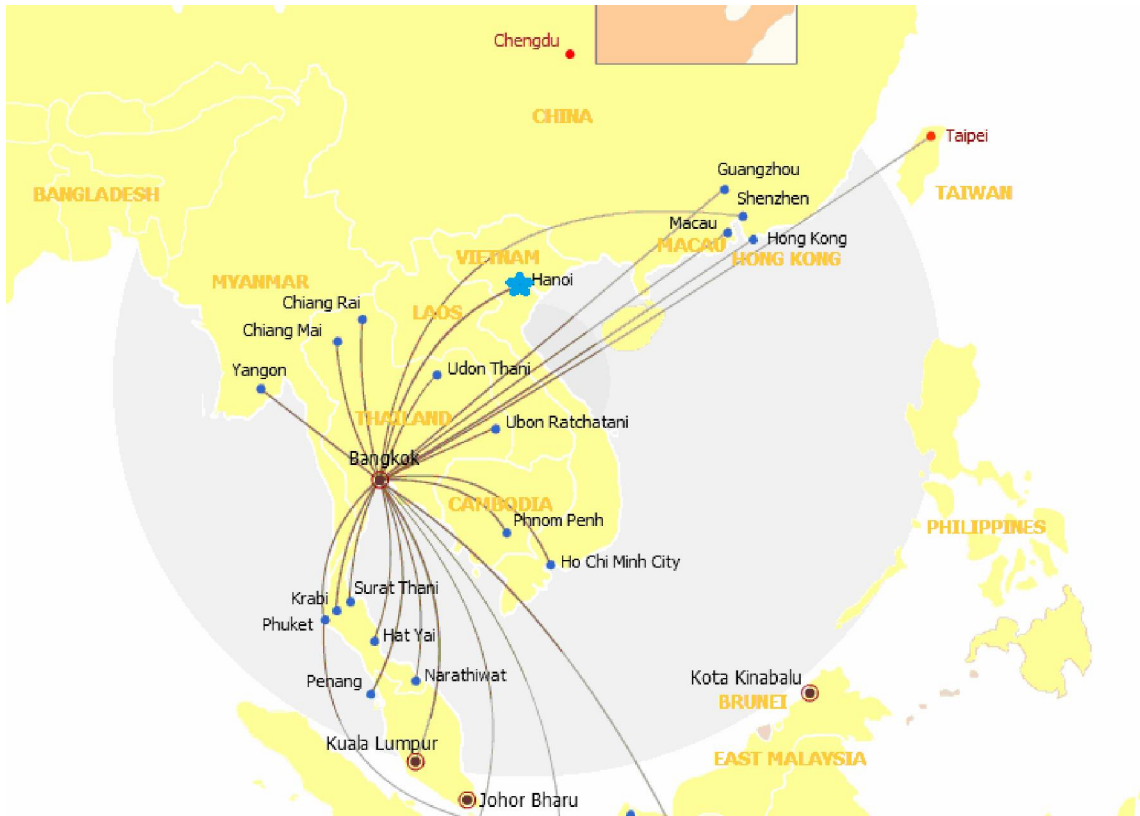 Chengdu
CHINA
Taipei
Guangzhou
BANGLADESH
TAIWAN
Shenzhen
Macau
Hong Kong
MACAU
VIETNAM
HONG KONG
MYANMAR
Hanoi
Chiang Rai
LAOS
Chiang Mai
Yangon
Udon Thani
THAILAND
Ubon Ratchatani
Bangkok
CAMBODIA
Phnom Penh
PHILIPPINES
Ho Chi Minh City
Surat Thani
Krabi
Phuket
Hat Yai
Narathiwat
Penang
Kota Kinabalu
BRUNEI
Kuala Lumpur
EAST MALAYSIA
Johor Bharu